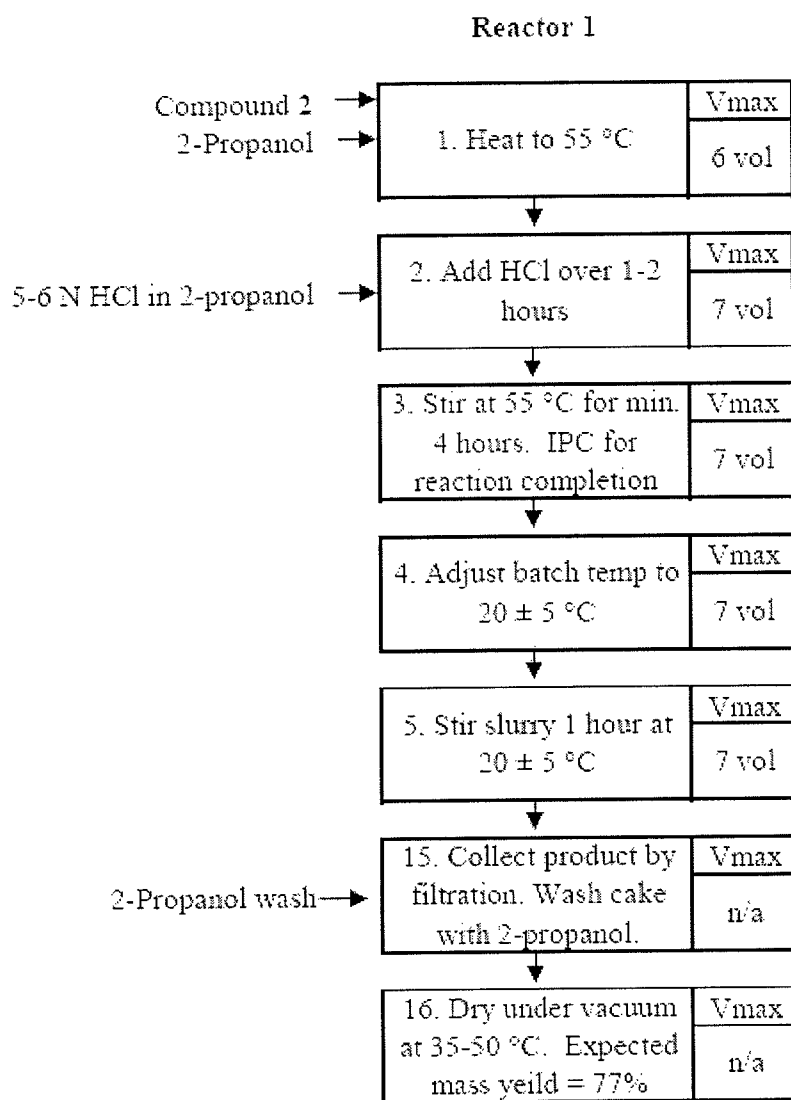 Reactor 1
Compound 2
2-Propanol
1. Heat to 55 °C
Vmax
6 vol
5-6 N HCl in 2-propanol
2. Add HCl over 1-2
hours
Vmax
7 vol
3. Stir at 55 °C for min.
4 hours. IPC for
reaction completion
Vmax
7 vol
4. Adjust batch temp to
20 ± 5 °C
Vmax
7 vol
5. Stir slurry 1 hour at
20 ± 5 °C
Vmax
7 vol
2-Propanol wash
15. Collect product by
filtration. Wash cake
with 2-propanol.
Vmax
n/a
16. Dry under vacuum
at 35-50 °C. Expected
mass yeild = 77%
Vmax
n/a